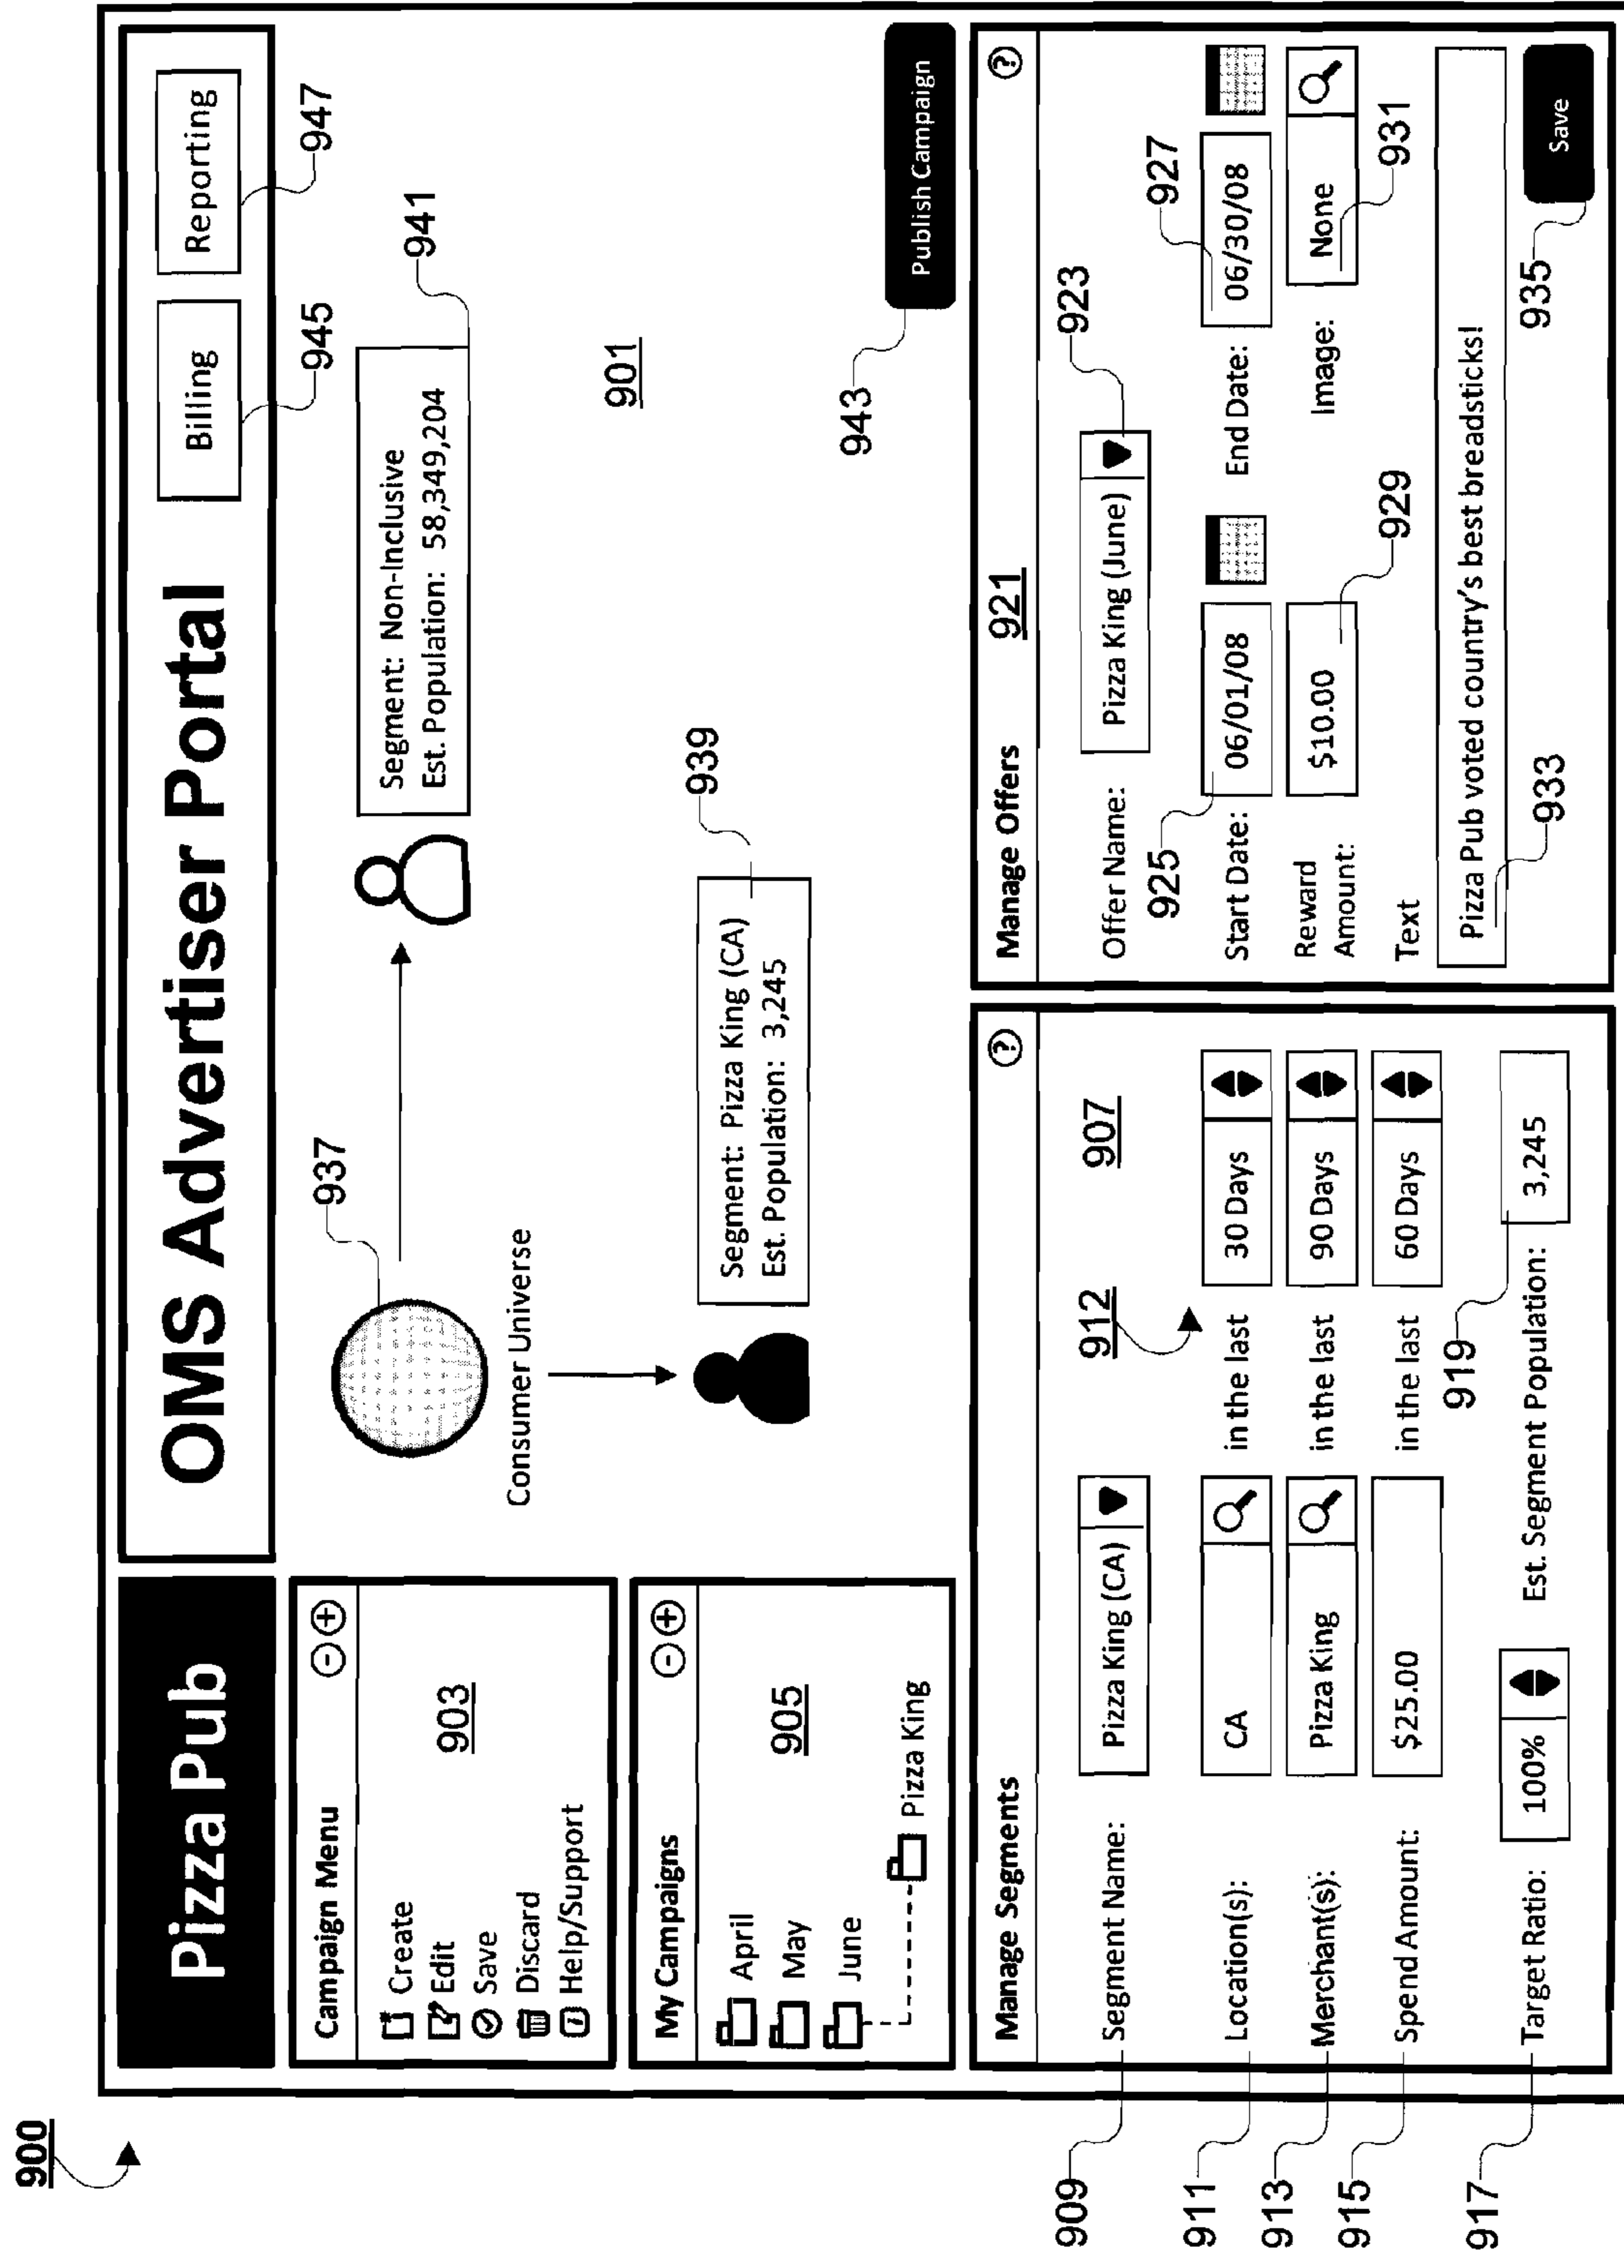 900
Pizza Pub
OMS Advertiser Portal
Billing
Reporting
945
947
Campaign Menu
Create
Edit
Save
Discard
Help/Support
903
My Campaigns
April
May
June
Pizza King
905
937
Consumer Universe
Segment: Non-Inclusive
Est. Population: 58,349,204
941
Segment: Pizza King (CA)
Est. Population: 3,245
939
901
943
Publish Campaign
Manage Segments
?
907
912
909
Segment Name: Pizza King (CA)
911
Location(s): CA in the last 30 Days
913
Merchant(s): Pizza King in the last 90 Days
915
Spend Amount: $25.00 in the last 60 Days
919
917
Target Ratio: 100% Est. Segment Population: 3,245
Manage Offers
?
921
Offer Name: Pizza King (June)
923
925
927
Start Date: 06/01/08 End Date: 06/30/08
Reward
Amount:
$10.00
Image: None
929
931
Text
Pizza Pub voted country's best breadsticks!
933
935
Save